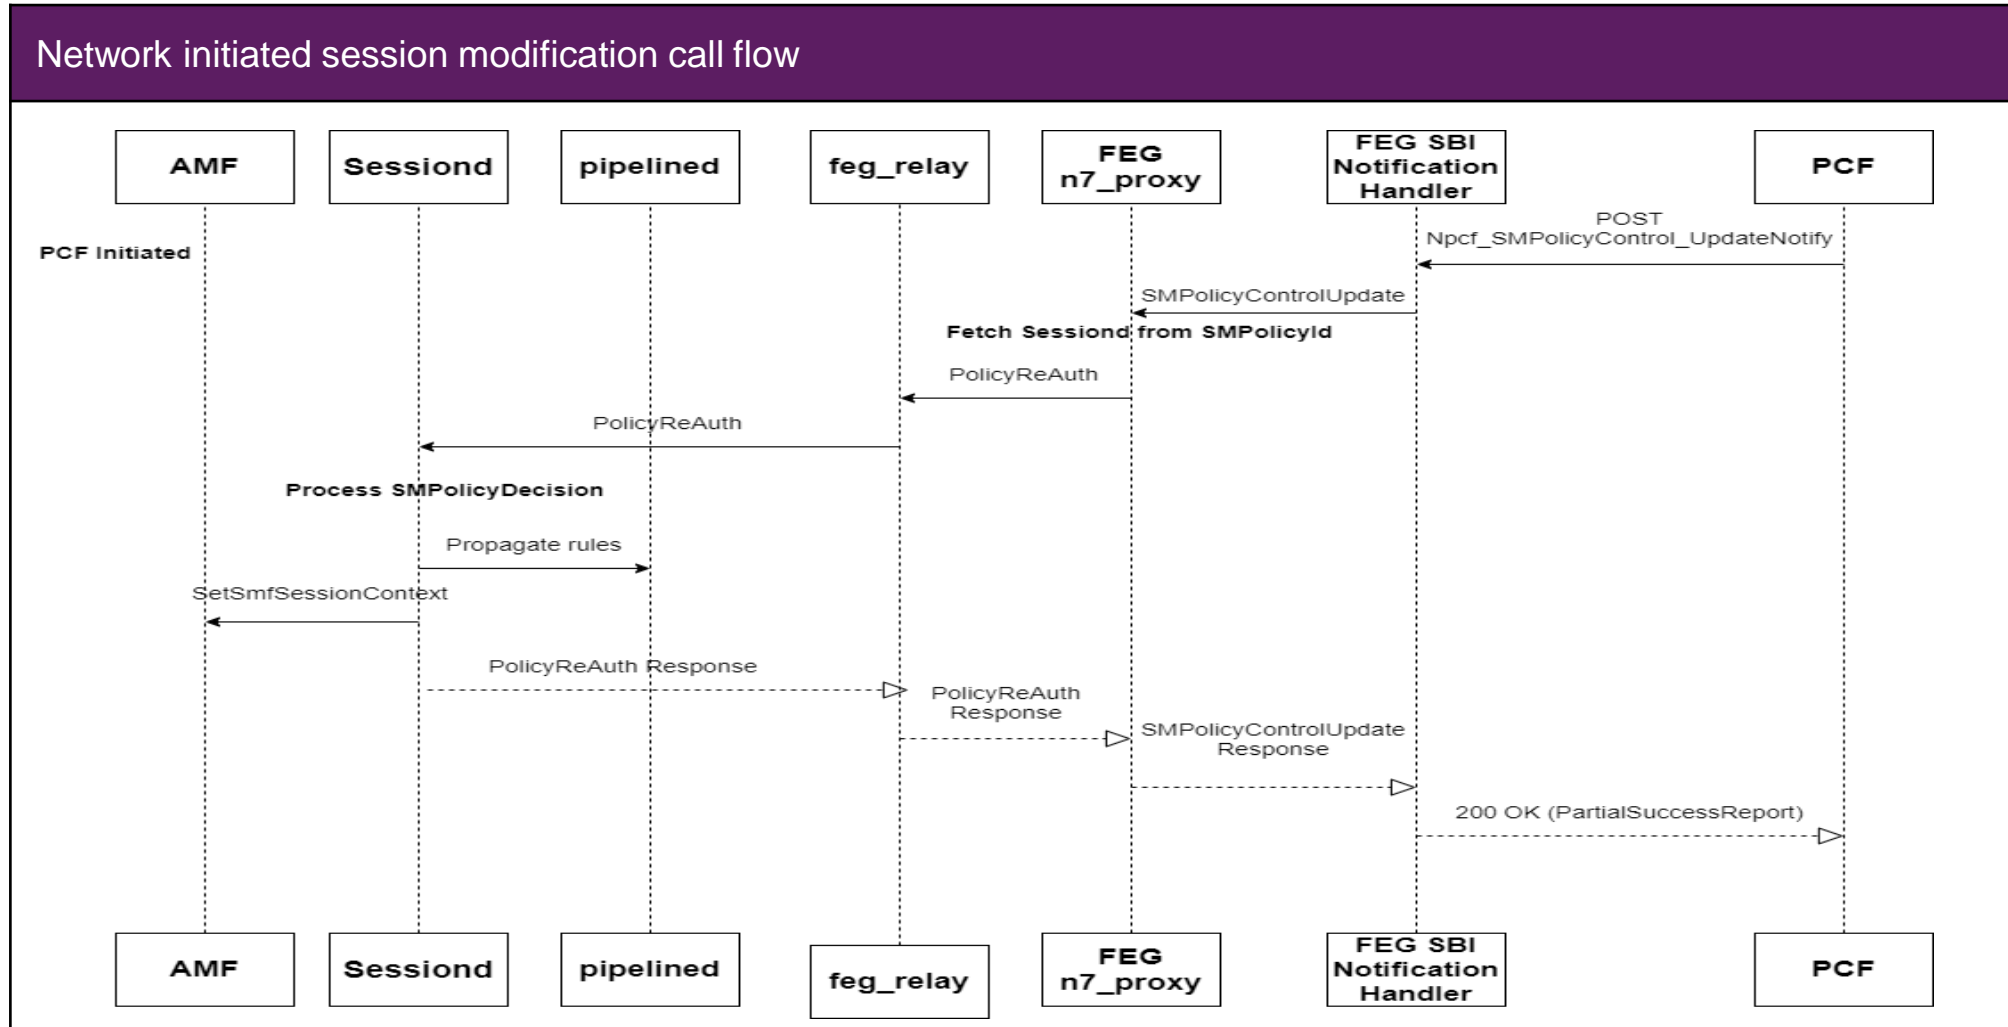 Network initiated session modification call flow
AMF
Sessiond
pipelined
feg_relay
FEG
n7_proxy
FEG SBI
Notification
Handler
PCF
PCF Initiated
POST
Npcf_SMPolicyControl_UpdateNotify
SMPolicyControlUpdate
Fetch Sessiond from SMPolicyId
PolicyReAuth
PolicyReAuth
Process SMPolicyDecision
Propagate rules
SetSmfSessionContext
PolicyReAuth Response
PolicyReAuth
Response
SMPolicyControlUpdate
Response
200 OK (PartialSuccessReport)
AMF
Sessiond
pipelined
feg_relay
FEG
n7_proxy
FEG SBI
Notification
Handler
PCF